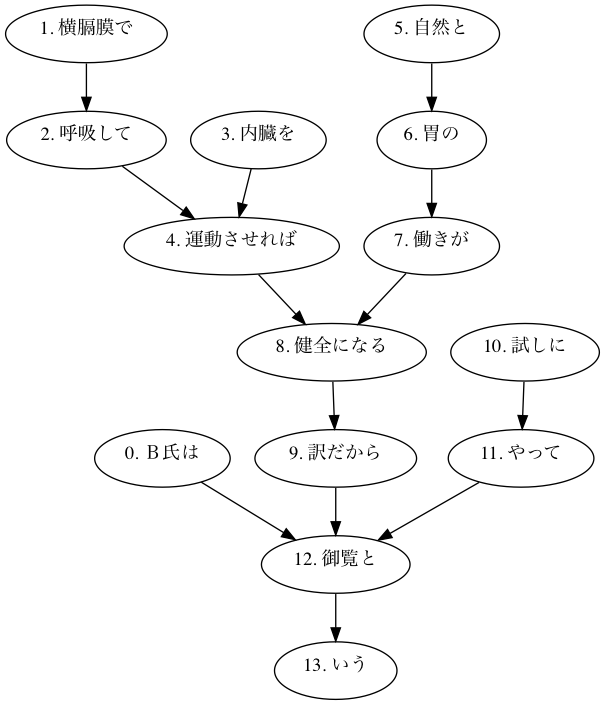 1. 横膈膜で
5. 自然と
2. 呼吸して
3. 内臓を
6. 胃の
4. 運動させれば
7. 働きが
8. 健全になる
10. 試しに
0. Ｂ氏は
9. 訳だから
11. やって
12. 御覧と
13. いう